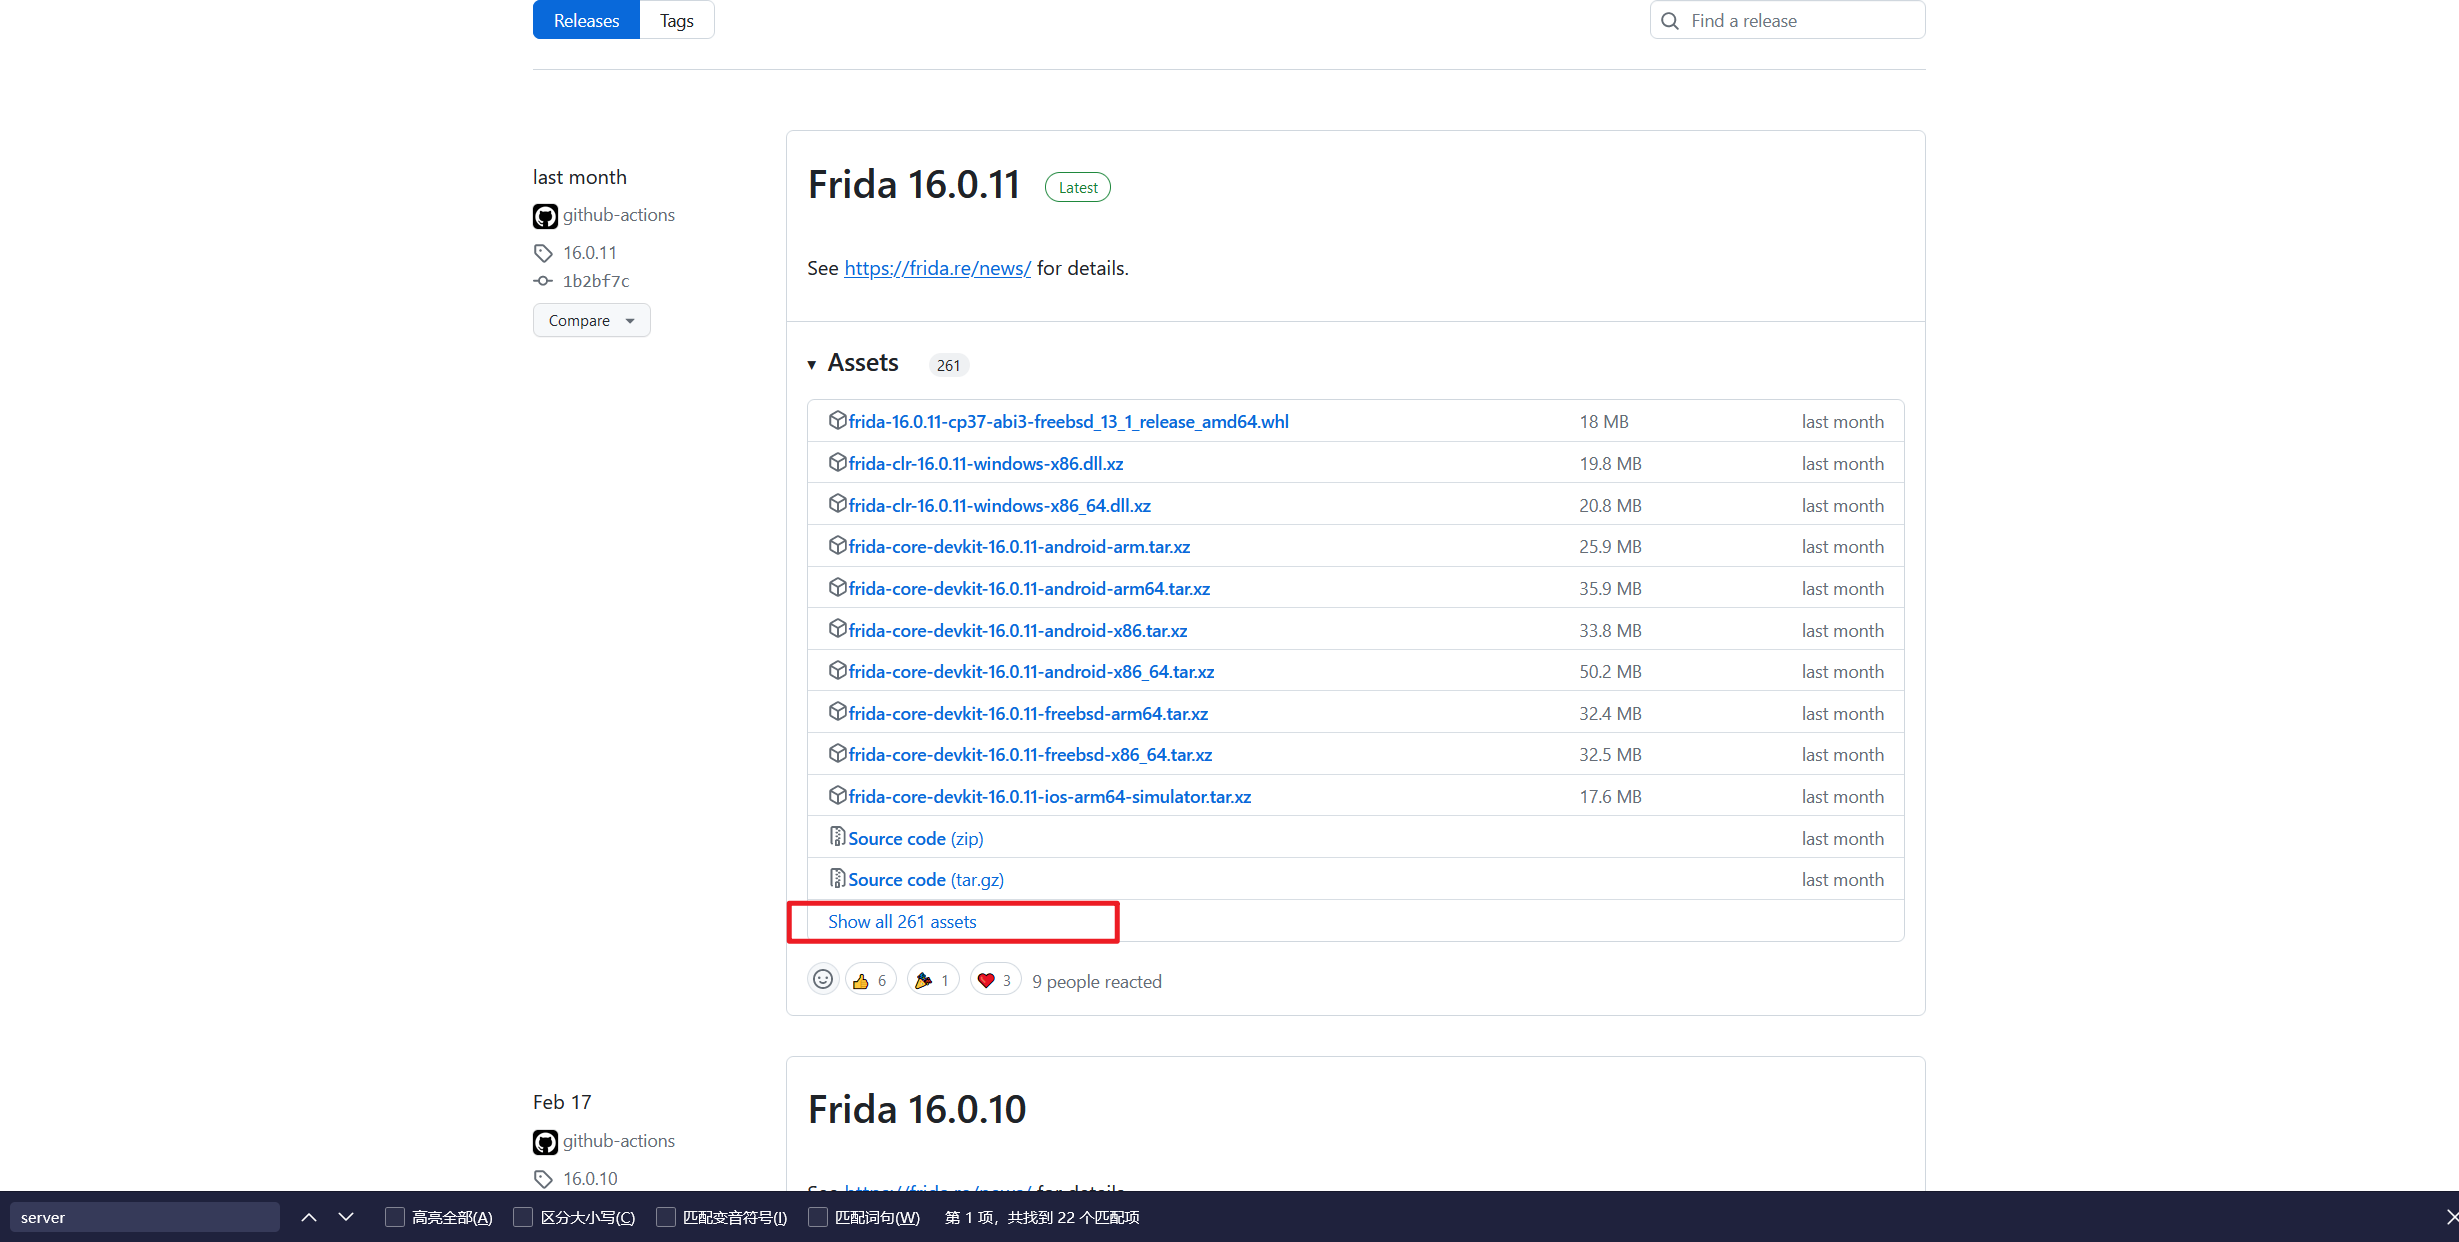 Releases Tags Find a release
last month
github-actions
16.0.11
1b2bf7c
Compare
Frida 16.0.11 Latest
See https://frida.re/news/ for details.
Assets 261
frida-16.0.11-cp37-abi3-freebsd_13_1_release_amd64.whl 18 MB last month
frida-clr-16.0.11-windows-x86.dll.xz 19.8 MB last month
frida-clr-16.0.11-windows-x86_64.dll.xz 20.8 MB last month
frida-core-devkit-16.0.11-android-arm.tar.xz 25.9 MB last month
frida-core-devkit-16.0.11-android-arm64.tar.xz 35.9 MB last month
frida-core-devkit-16.0.11-android-x86.tar.xz 33.8 MB last month
frida-core-devkit-16.0.11-android-x86_64.tar.xz 50.2 MB last month
frida-core-devkit-16.0.11-freebsd-arm64.tar.xz 32.4 MB last month
frida-core-devkit-16.0.11-freebsd-x86_64.tar.xz 32.5 MB last month
frida-core-devkit-16.0.11-ios-arm64-simulator.tar.xz 17.6 MB last month
Source code (zip) last month
Source code (tar.gz) last month
Show all 261 assets
6 1 3 9 people reacted
Feb 17
github-actions
16.0.10
Frida 16.0.10
See https://frida.re/news/ for details.
server 高亮全部(A) 区分大小写(C) 匹配变音符号(I) 匹配词句(W) 第 1 项，共找到 22 个匹配项